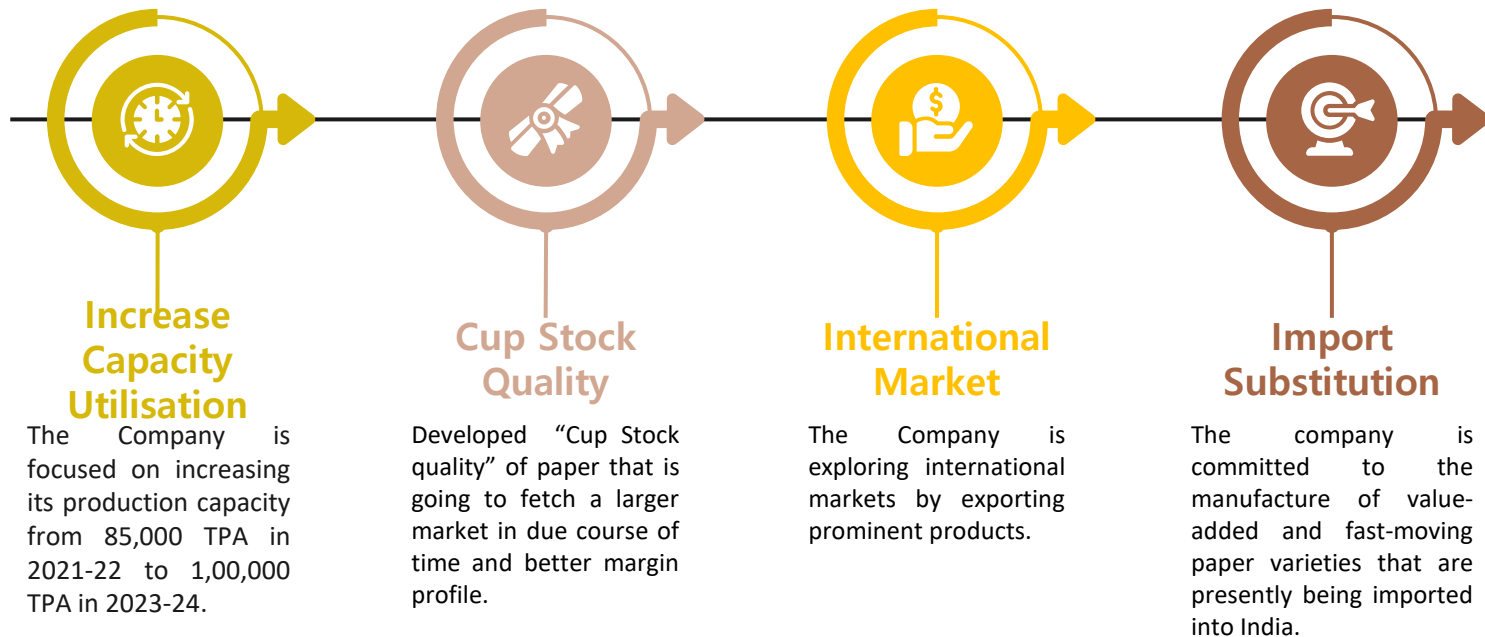 Increase
Capacity
Utilisation
The Company is
focused on increasing
its production capacity
from 85,000 TPA in
2021-22 to 1,00,000
TPA in 2023-24.
Cup Stock
Quality
Developed “Cup Stock
quality” of paper that is
going to fetch a larger
market in due course of
time and better margin
profile.
International
Market
The Company is
exploring international
markets by exporting
prominent products.
Import
Substitution
The company is
committed to the
manufacture of value-
added and fast-moving
paper varieties that are
presently being imported
into India.